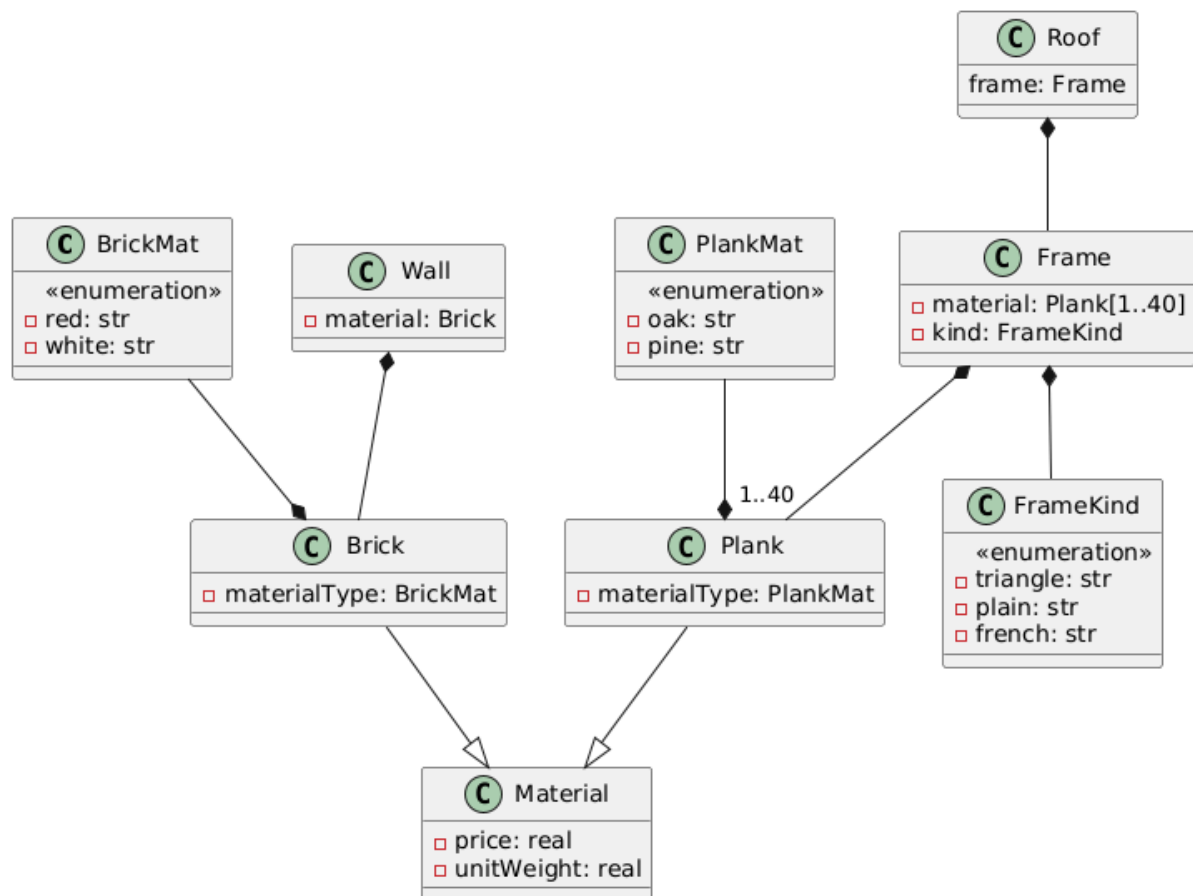 C Roof
frame: Frame
C BrickMat
«enumeration»
red: str
white: str
C Wall
material: Brick
C PlankMat
«enumeration»
oak: str
pine: str
C Frame
material: Plank[1..40]
kind: FrameKind
1..40
C Brick
materialType: BrickMat
C Plank
materialType: PlankMat
C FrameKind
«enumeration»
triangle: str
plain: str
french: str
C Material
price: real
unitWeight: real